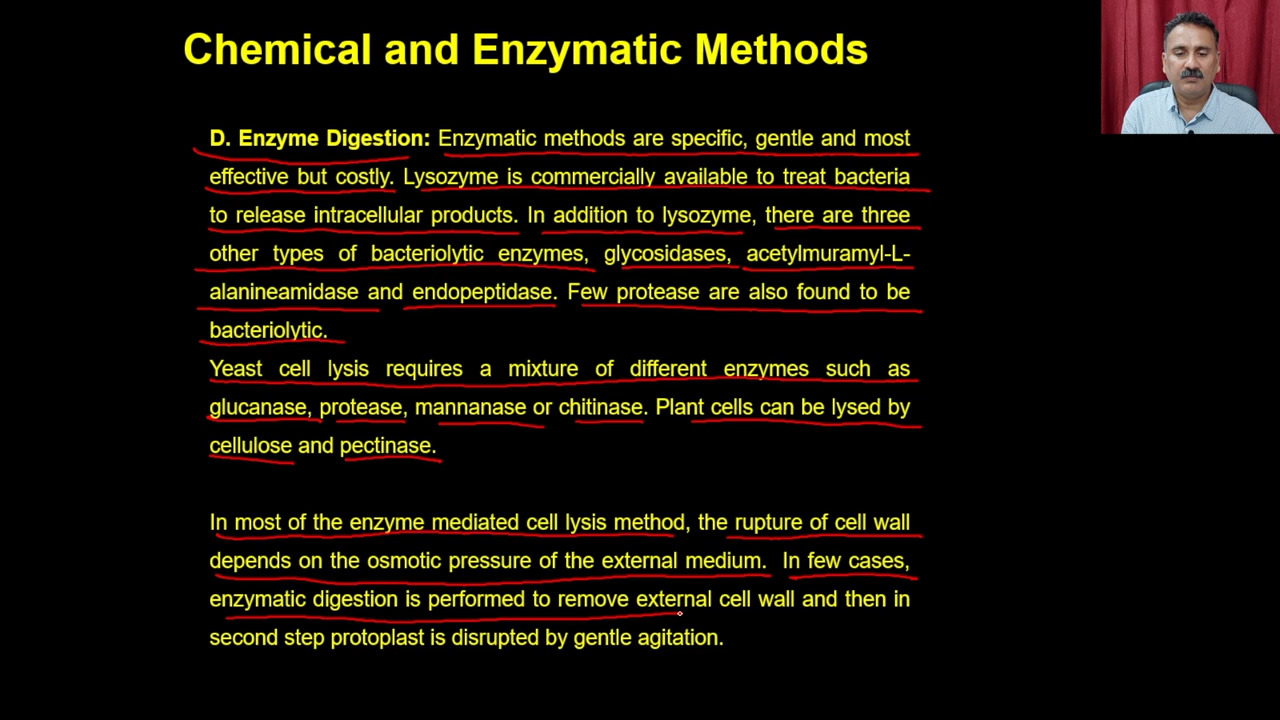 Chemical and Enzymatic Methods
D. Enzyme Digestion: Enzymatic methods are specific, gentle and most
effective but costly. Lysozyme is commercially available to treat bacteria
to release intracellular products. In addition to lysozyme, there are three
other types of bacteriolytic enzymes, glycosidases, acetylmuramyl-L-
alanineamidase and endopeptidase. Few protease are also found to be
bacteriolytic.
Yeast cell lysis requires a mixture of different enzymes such as
glucanase, protease, mannanase or chitinase. Plant cells can be lysed by
cellulose and pectinase.
In most of the enzyme mediated cell lysis method, the rupture of cell wall
depends on the osmotic pressure of the external medium. In few cases,
enzymatic digestion is performed to remove external cell wall and then in
second step protoplast is disrupted by gentle agitation.